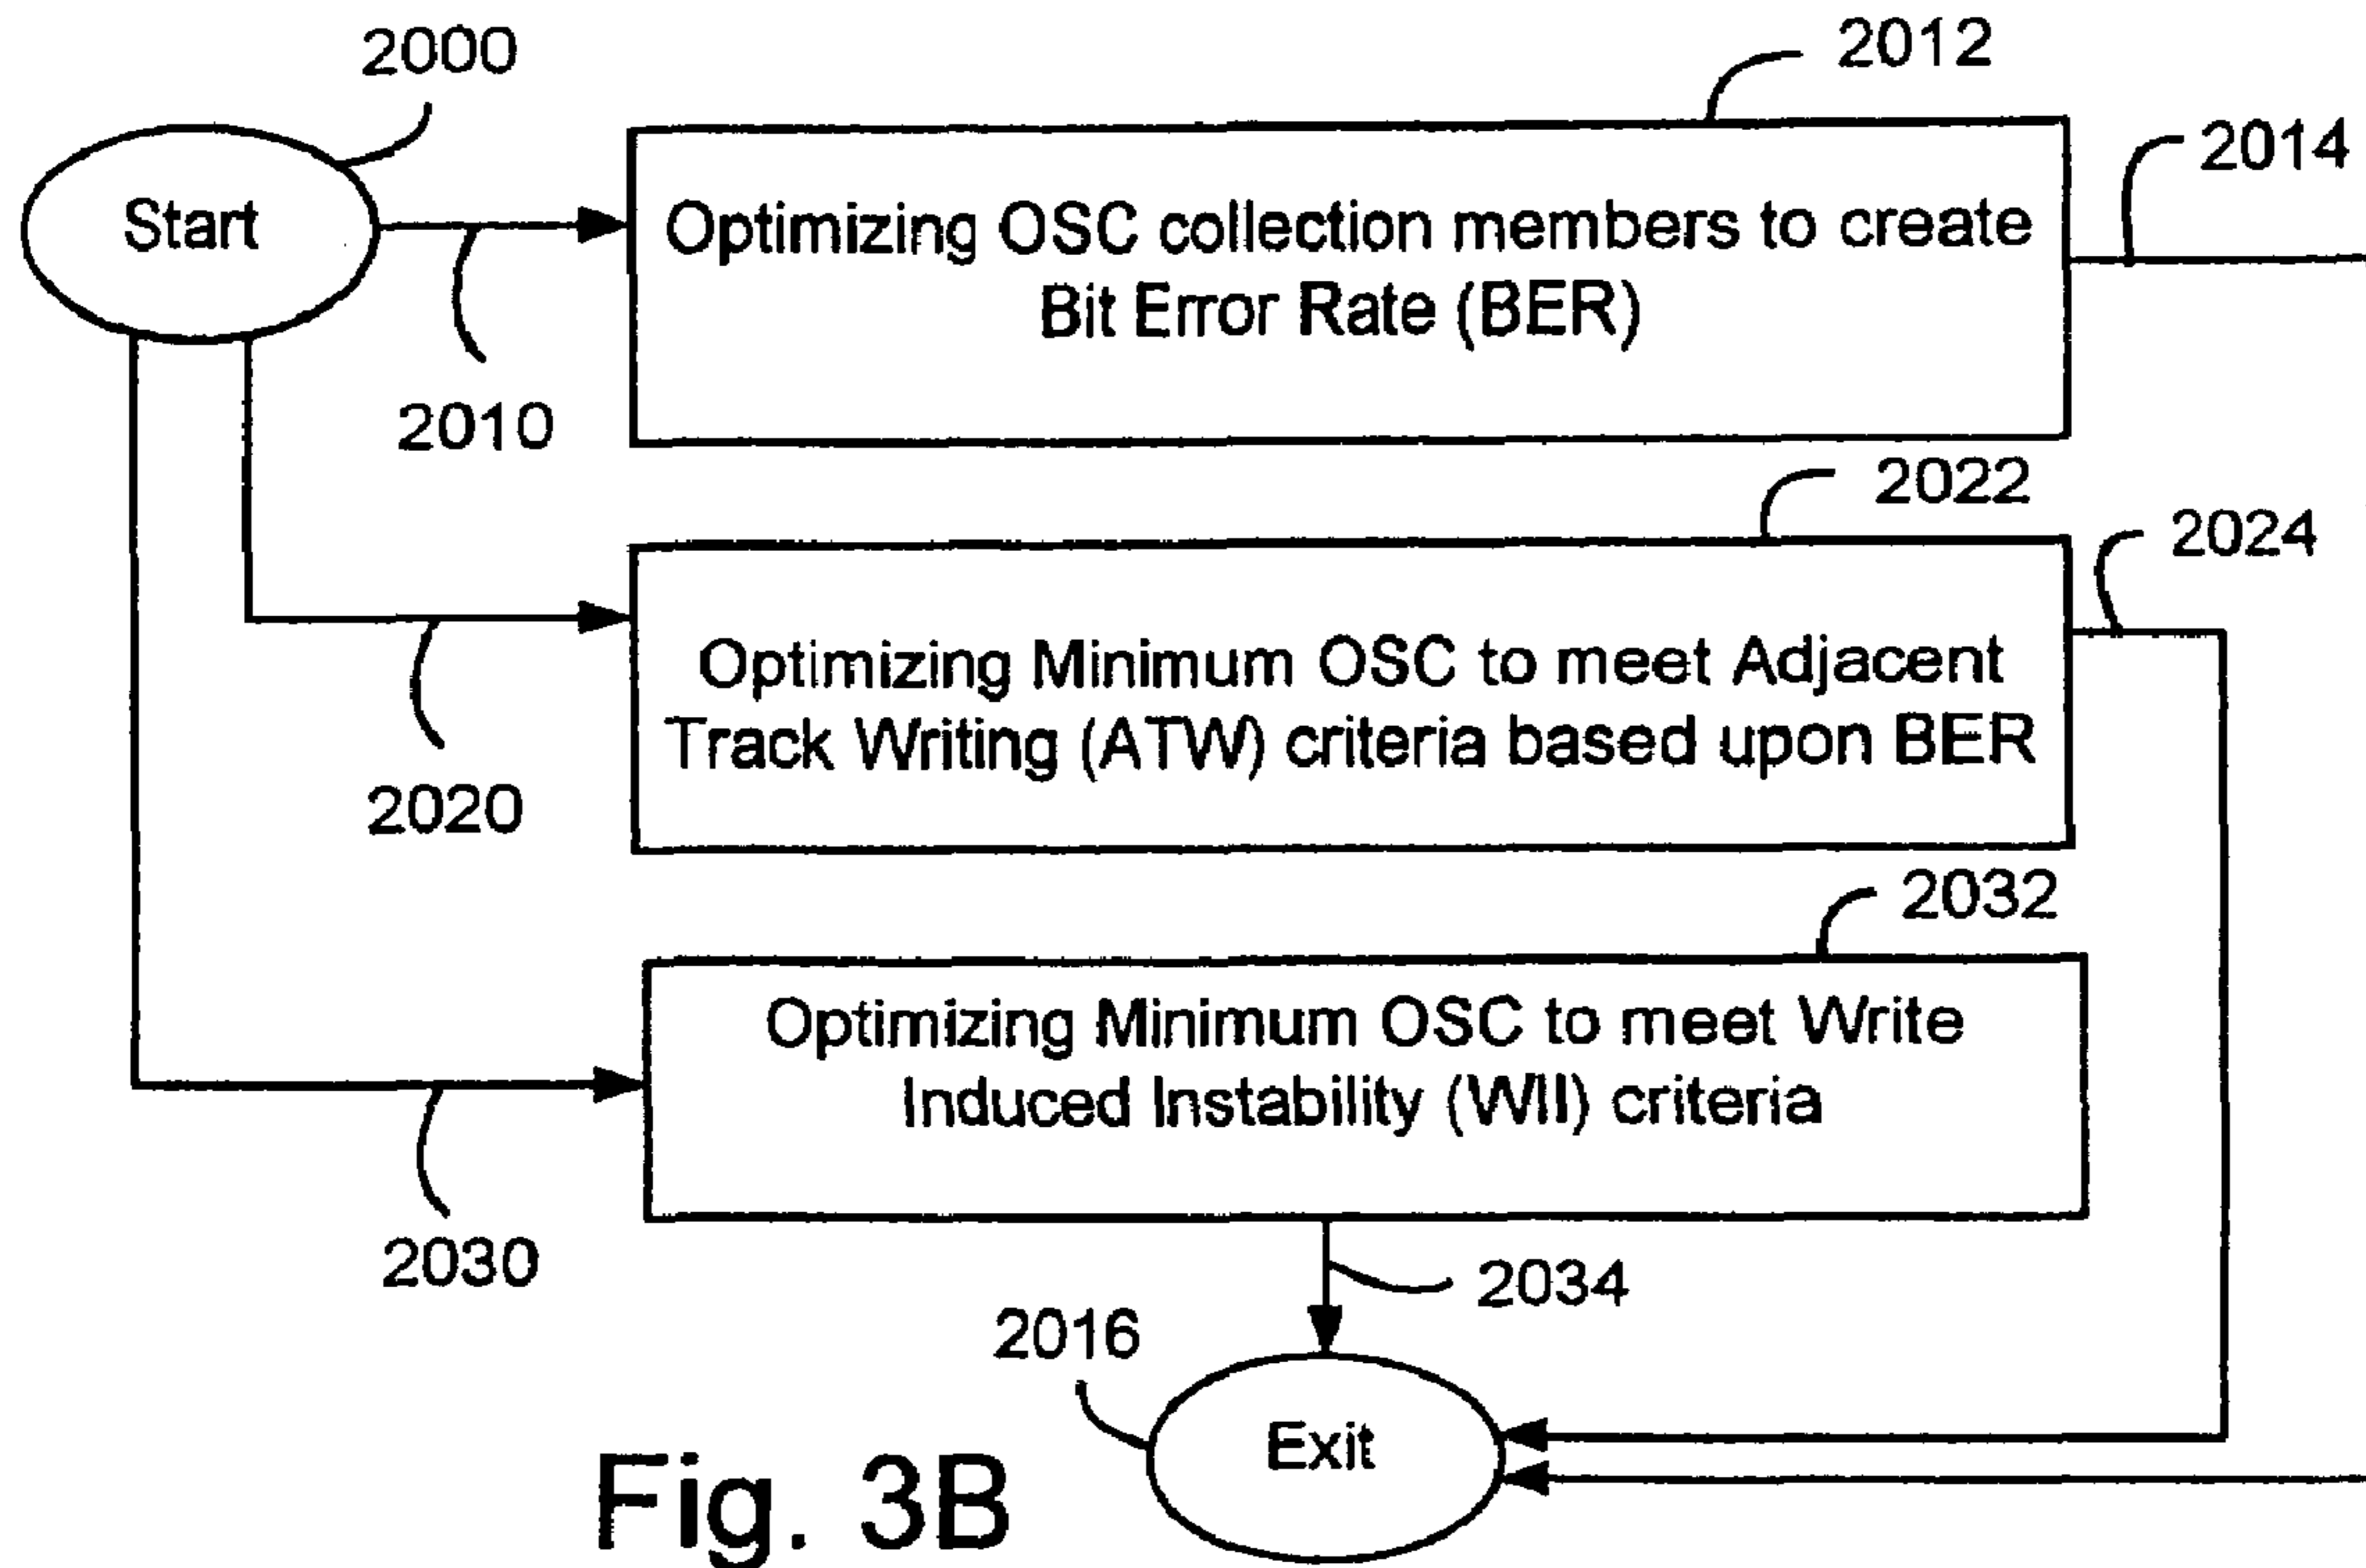 2000
2012
2014
Start
Optimizing OSC collection members to create
Bit Error Rate (BER)
2010
2022
2024
Optimizing Minimum OSC to meet Adjacent
Track Writing (ATW) criteria based upon BER
2020
2032
Optimizing Minimum OSC to meet Write
Induced Instability (WII) criteria
2030
2034
2016
Exit
Fig. 3B